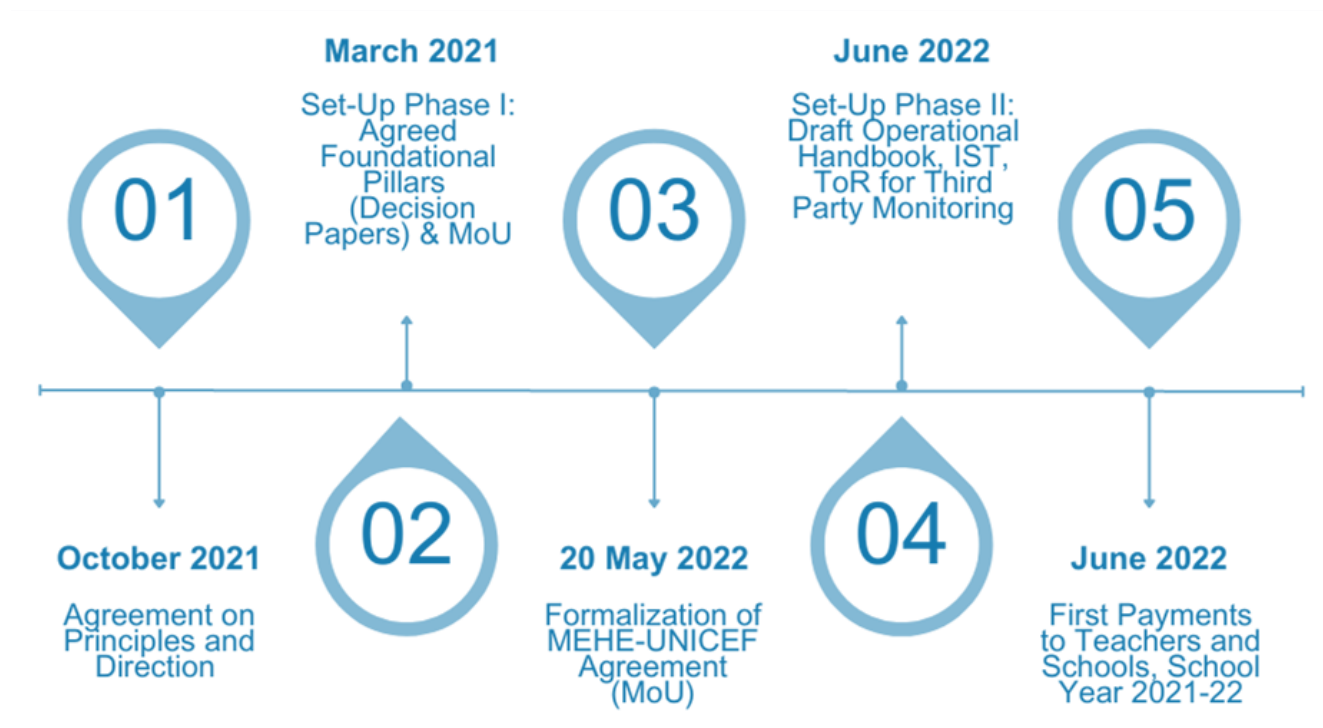 01
October 2021
Agreement on
Principles and
Direction
March 2021
Set-Up Phase I:
Agreed
Foundational
Pillars
(Decision
Papers) & MoU
02
03
20 May 2022
Formalization of
MEHE-UNICEF
Agreement
(MoU)
June 2022
Set-Up Phase II:
Draft Operational
Handbook, IST,
ToR for Third
Party Monitoring
04
05
June 2022
First Payments
to Teachers and
Schools, School
Year 2021-22